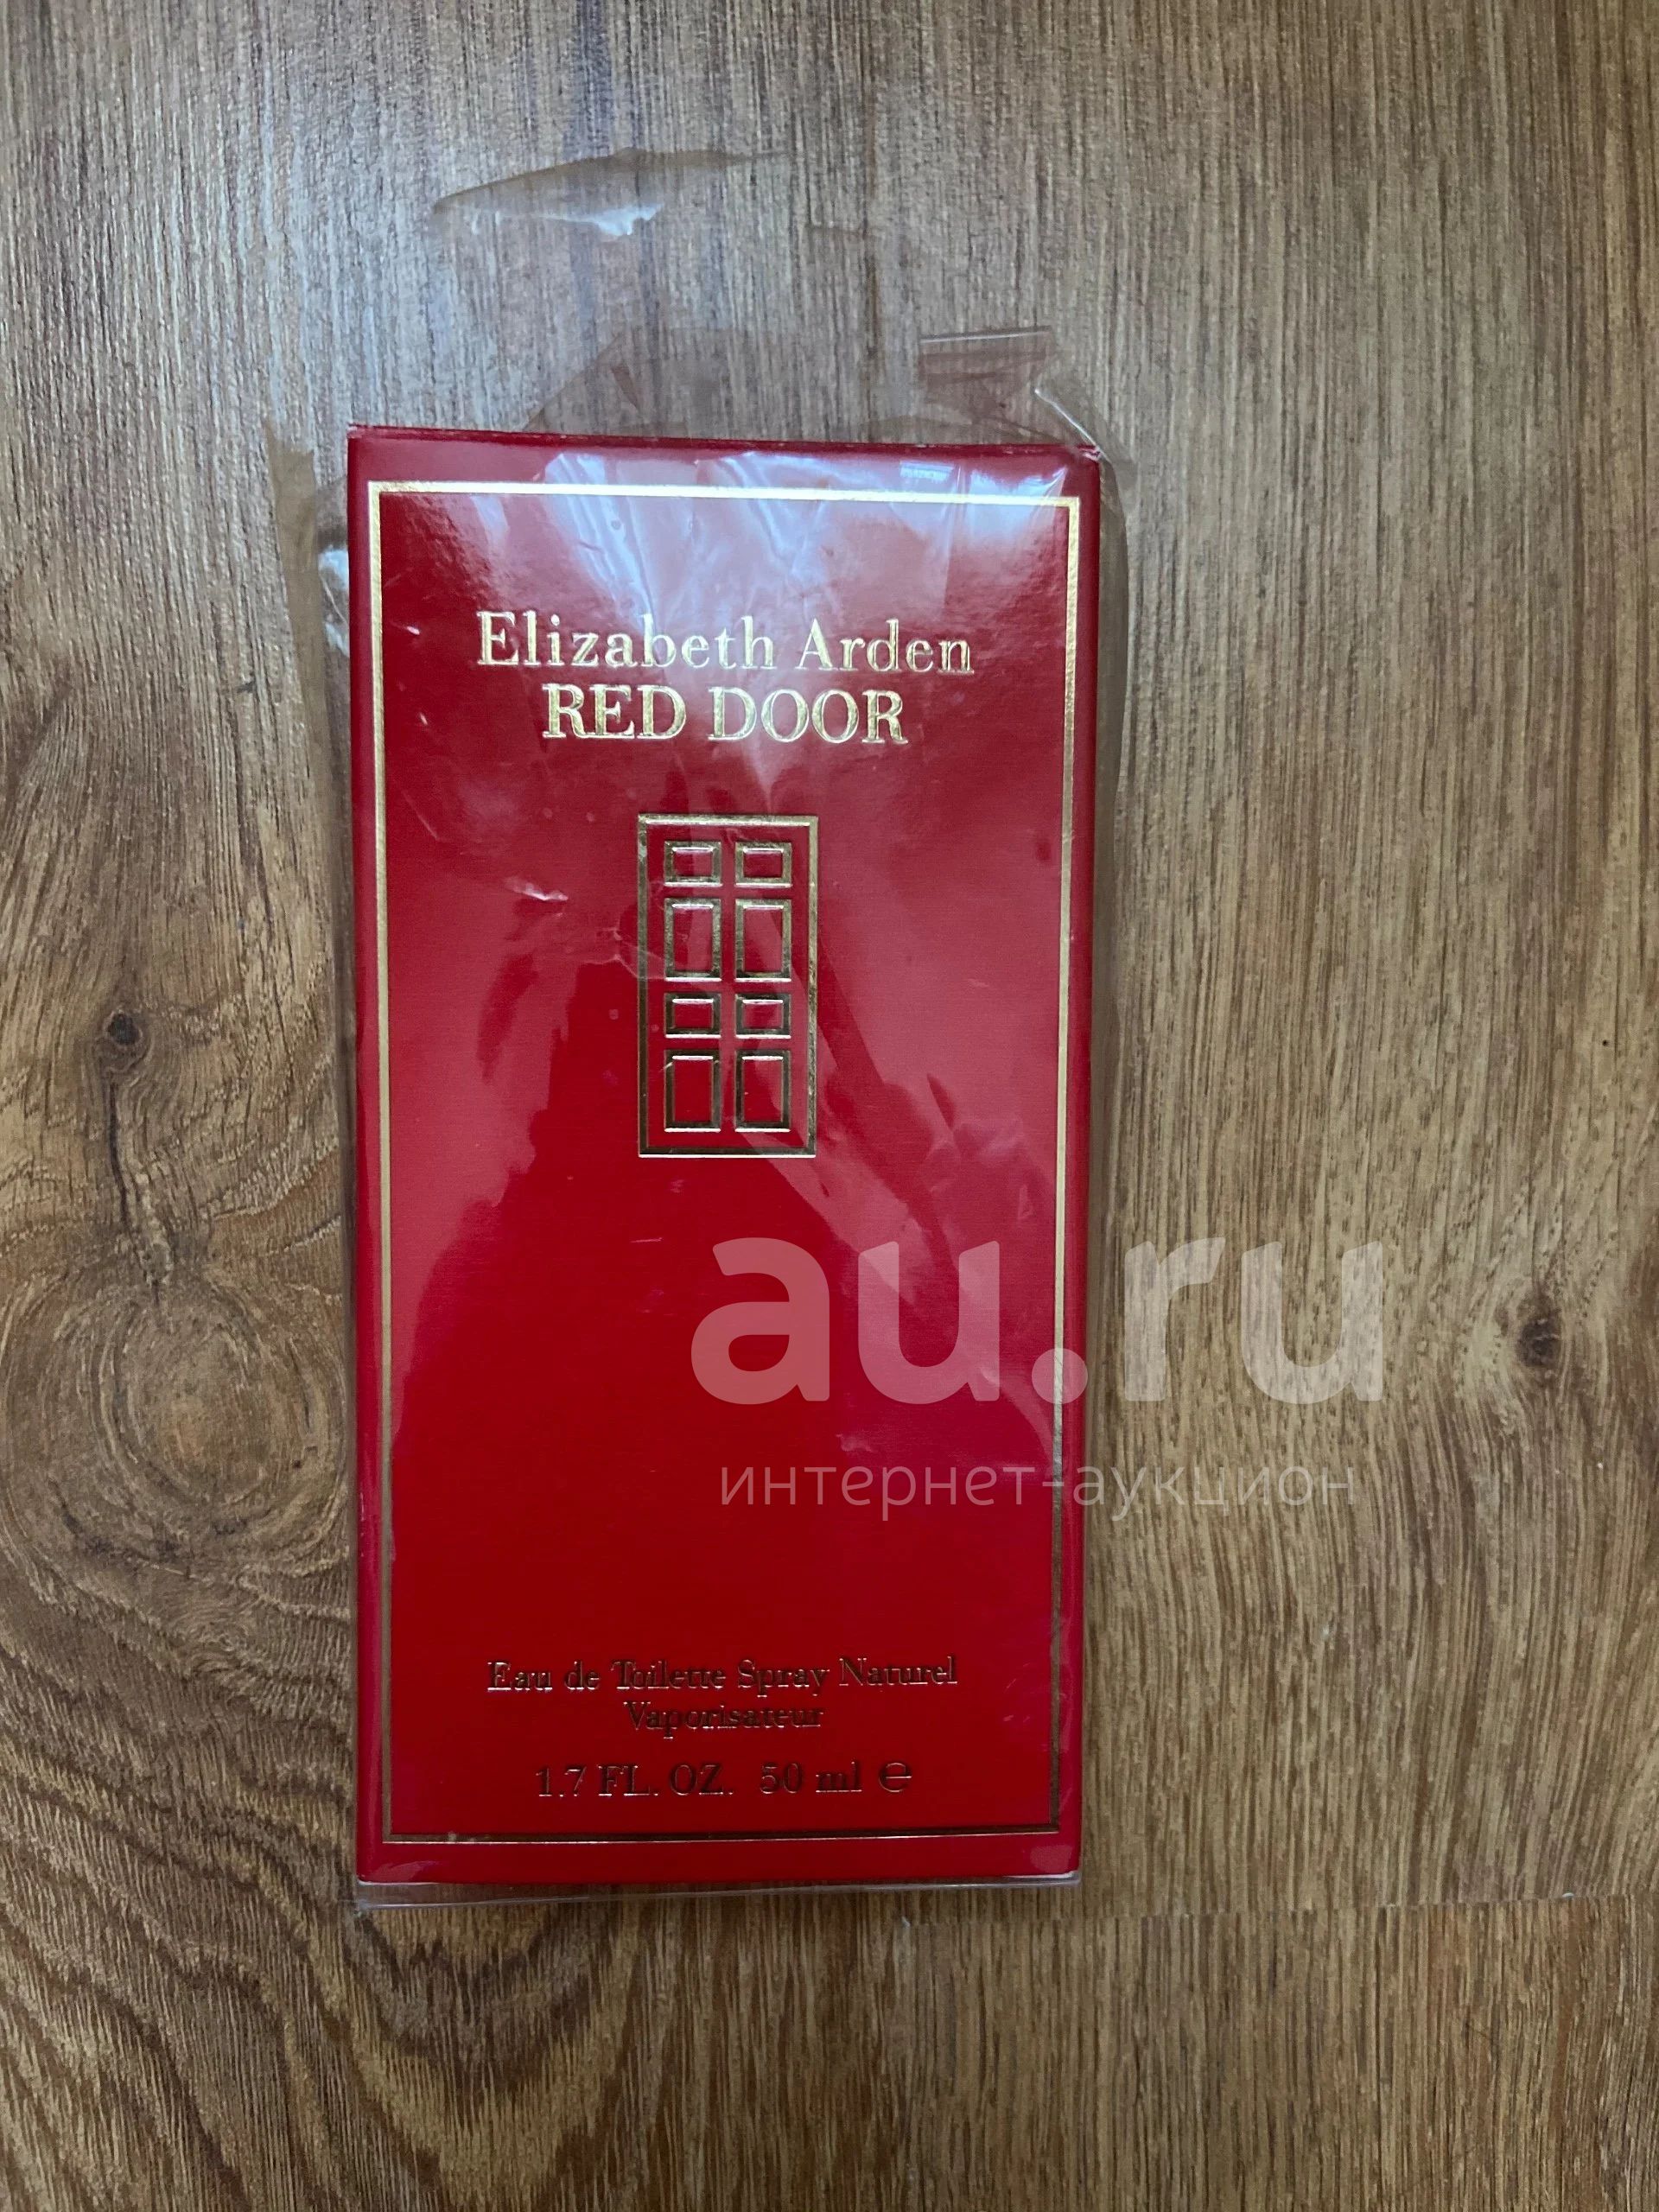 Elizabeth Arden
RED DOOR
au.ru
интернет-аукцион
Eau de Toilette Spray Naturel
Vaporisateur
1.7 FL. OZ. 50 ml ℮